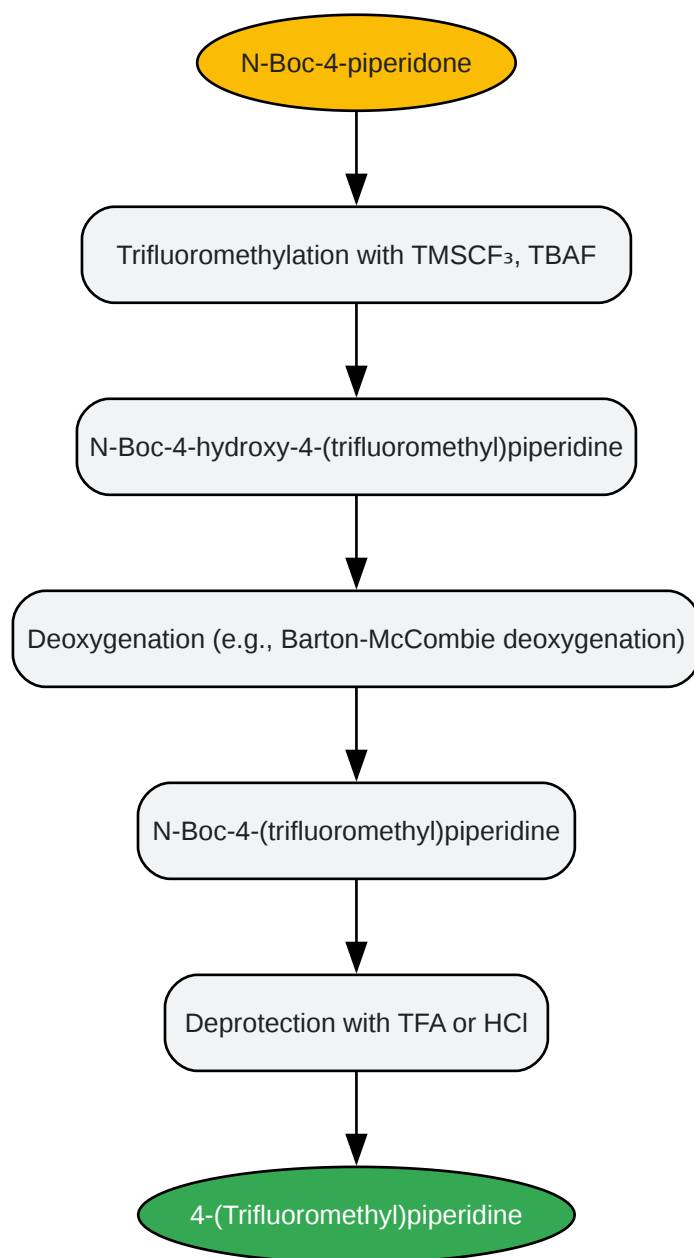 N-Boc-4-piperidone
Trifluoromethylation with TMSCF₃, TBAF
N-Boc-4-hydroxy-4-(trifluoromethyl)piperidine
Deoxygenation (e.g., Barton-McCombie deoxygenation)
N-Boc-4-(trifluoromethyl)piperidine
Deprotection with TFA or HCl
4-(Trifluoromethyl)piperidine